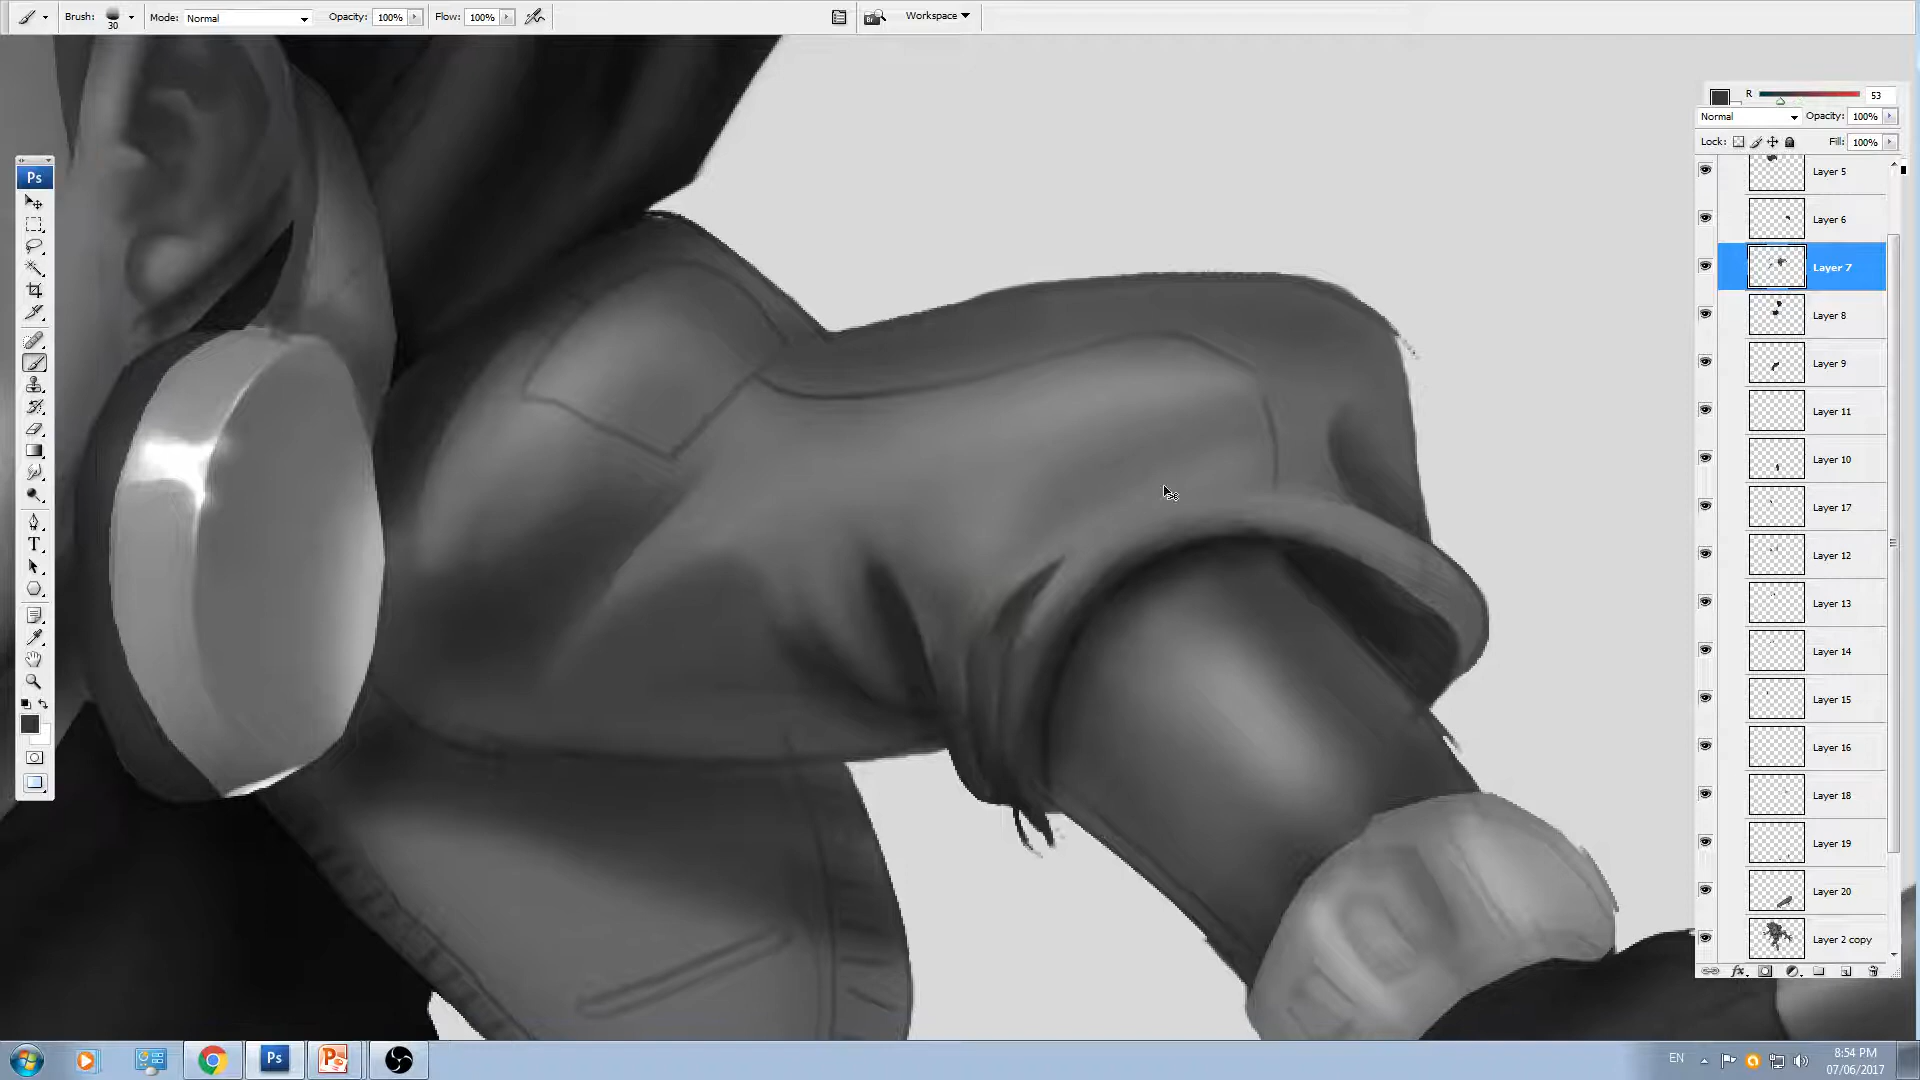 Brush: 30 Mode: Normal Opacity: 100% Flow: 100% Br Workspace
R 53
Normal Opacity: 100%
Lock: Fill: 100%
Ps
Layer 5
Layer 6
Layer 7
Layer 8
Layer 9
Layer 11
Layer 10
Layer 17
Layer 12
Layer 13
Layer 14
Layer 15
Layer 16
Layer 18
Layer 19
Layer 20
Layer 2 copy
T
fx
Ps
EN
8:54 PM
07/06/2017